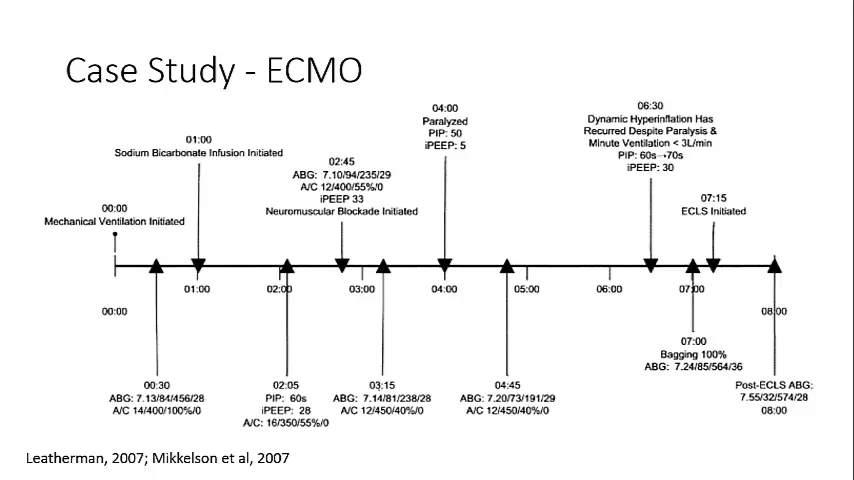 Case Study - ECMO
00:00
Mechanical Ventilation Initiated
01:00
Sodium Bicarbonate Infusion Initiated
02:45
ABG: 7.10/94/235/29
A/C 12/400/55%/0
iPEEP 33
Neuromuscular Blockade Initiated
04:00
Paralyzed
PIP: 50
iPEEP: 5
06:30
Dynamic Hyperinflation Has
Recurred Despite Paralysis &
Minute Ventilation < 3L/min
PIP: 60s→70s
iPEEP: 30
07:15
ECLS Initiated
00:00
01:00
02:00
03:00
04:00
05:00
06:00
07:00
08:00
00:30
ABG: 7.13/84/456/28
A/C 14/400/100%/0
02:05
PIP: 60s
iPEEP: 28
A/C: 16/350/55%/0
03:15
ABG: 7.14/81/238/28
A/C 12/450/40%/0
04:45
ABG: 7.20/73/191/29
A/C 12/450/40%/0
07:00
Bagging 100%
ABG: 7.24/85/564/36
Post-ECLS ABG:
7.55/32/574/28
08:00
Leatherman, 2007; Mikkelson et al, 2007